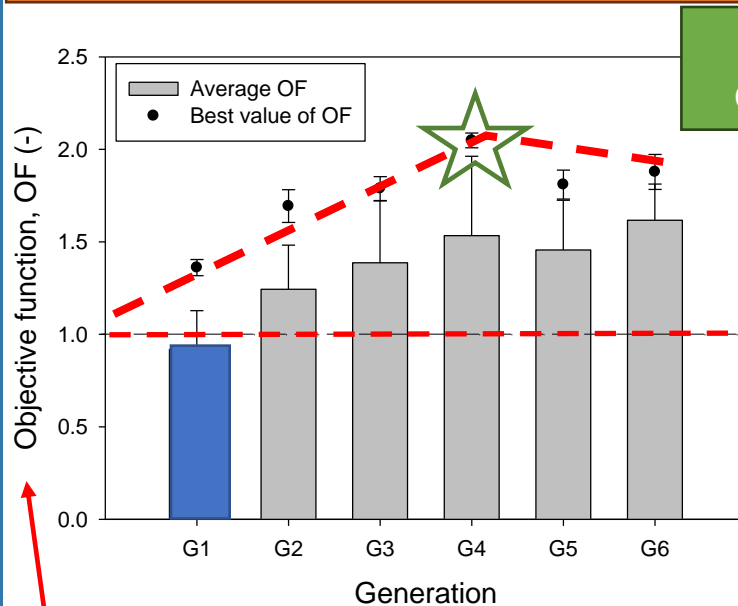 2.5
2.0
1.5
1.0
0.5
0.0
Objective function, OF (-)
Average OF
Best value of OF
G1 G2 G3 G4 G5 G6
Generation